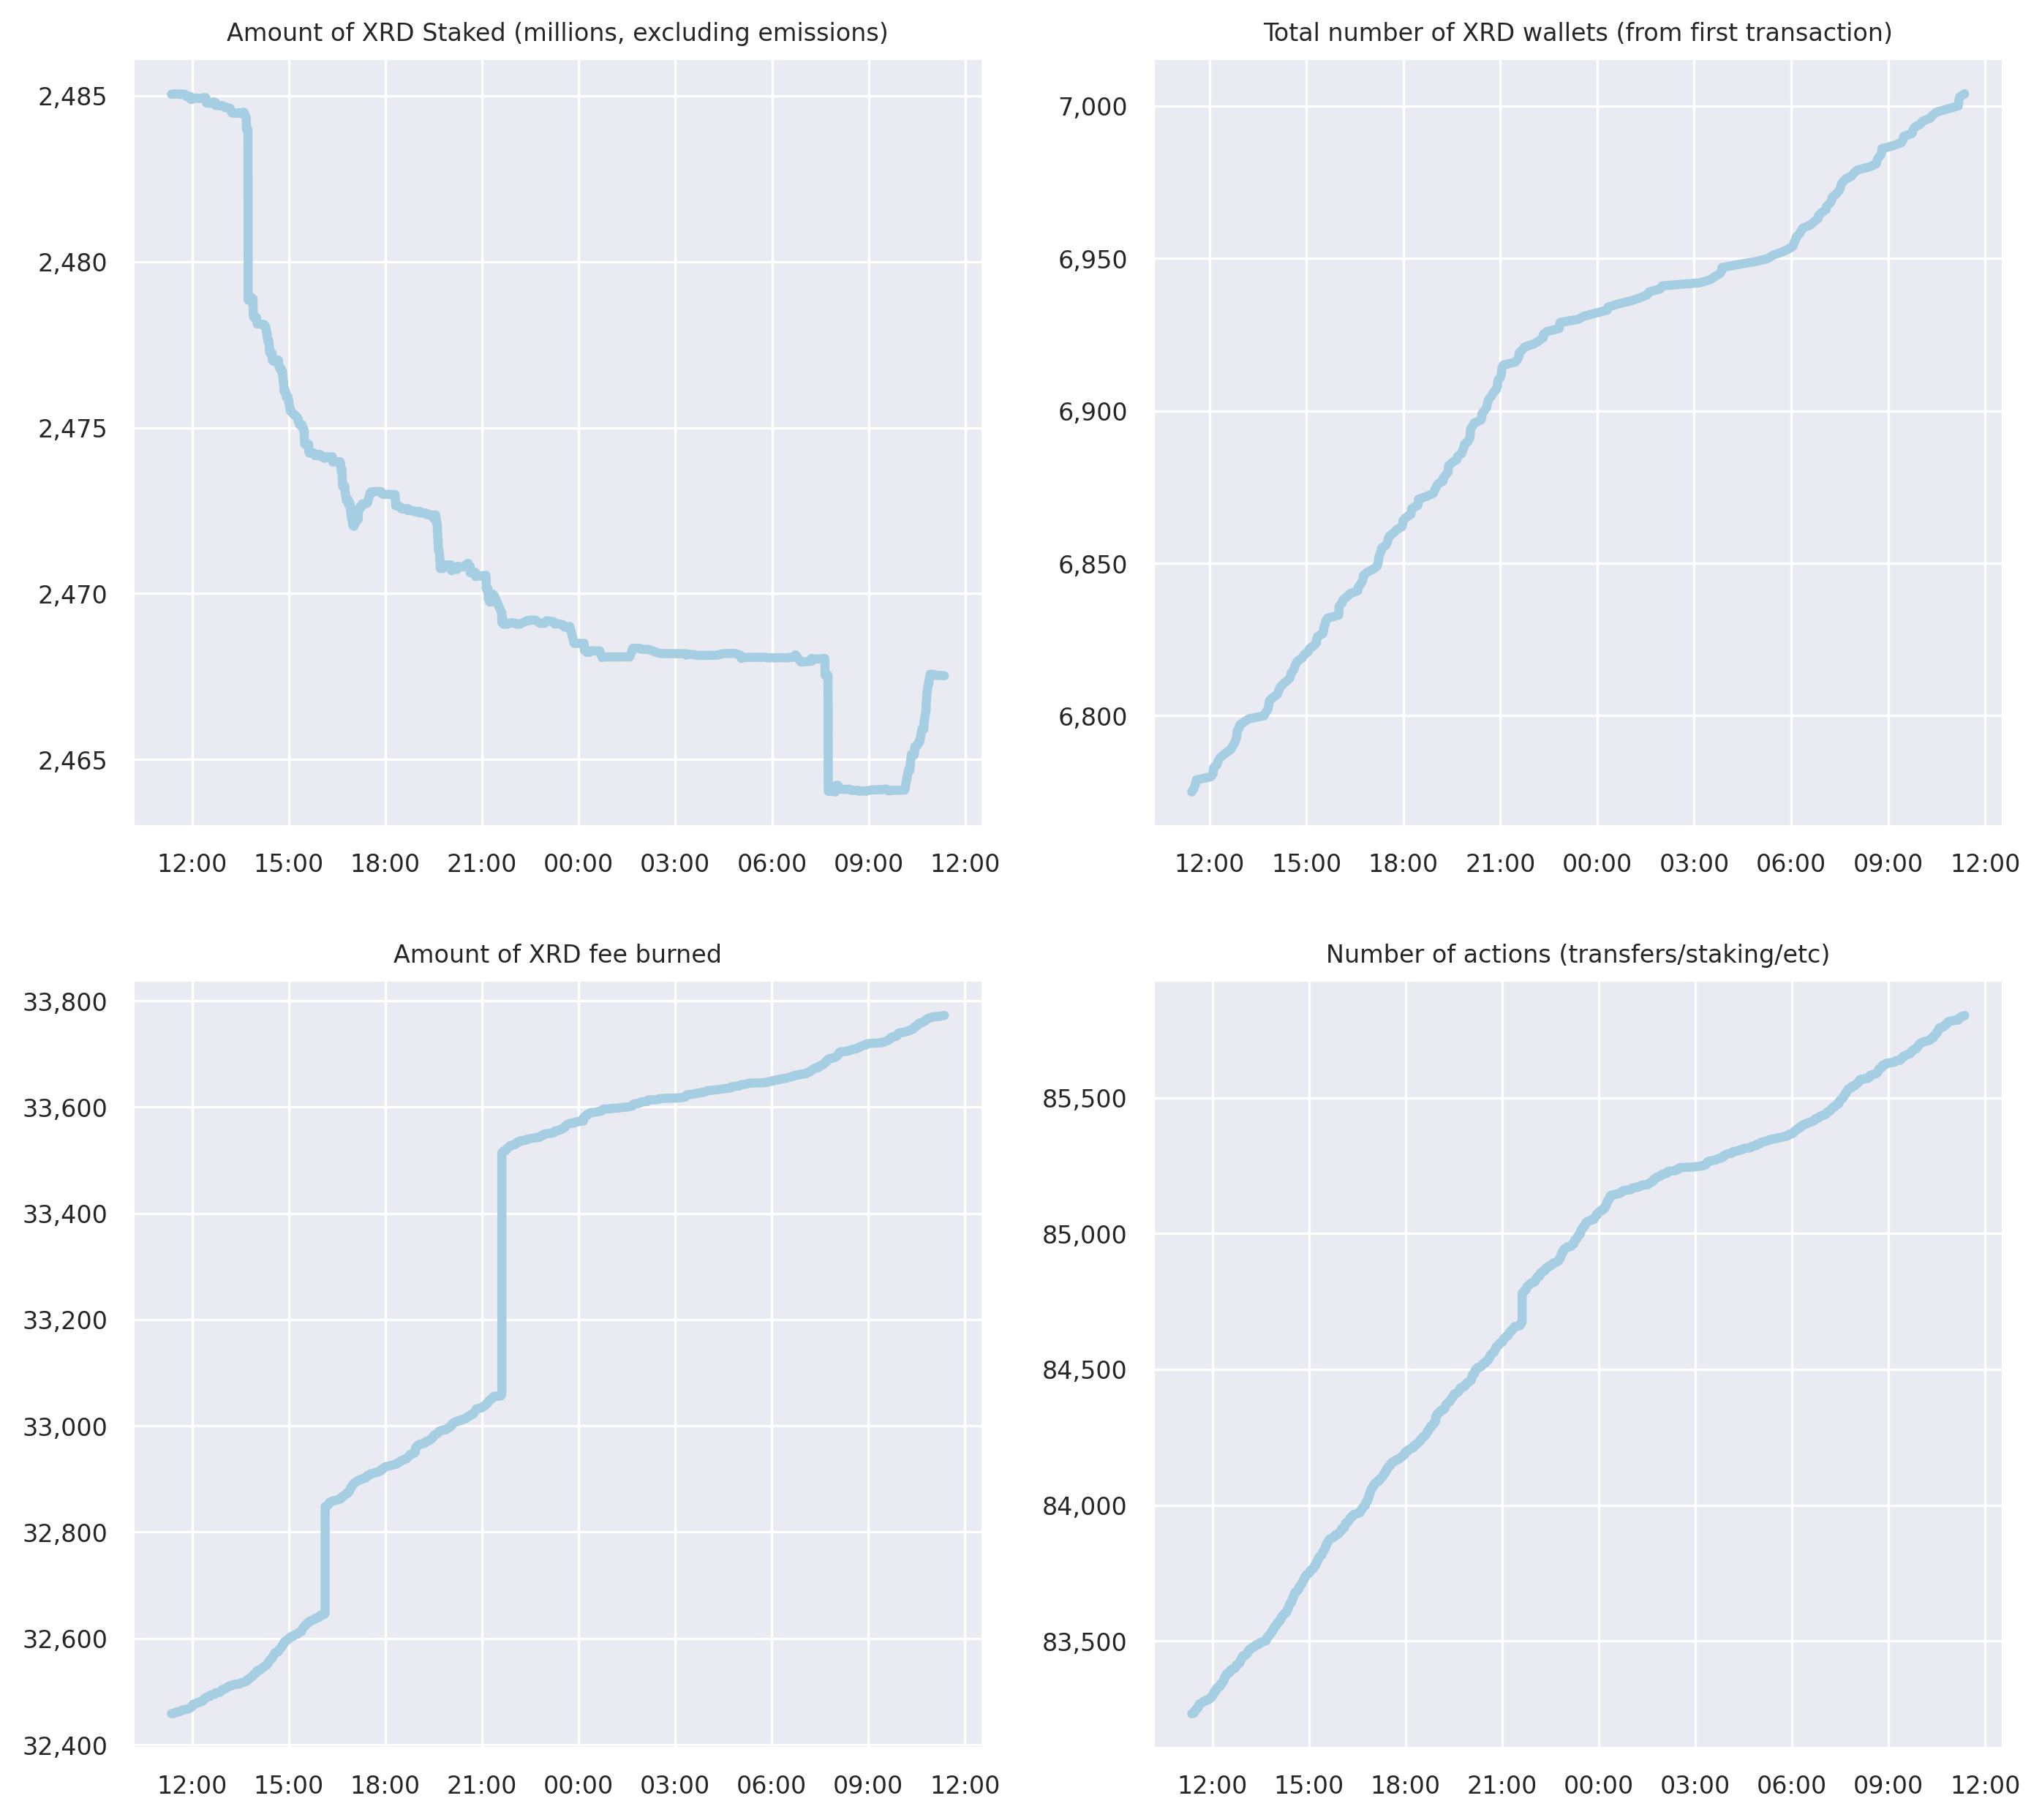 Amount of XRD Staked (millions, excluding emissions)
2,485
2,480
2,475
2,470
2,465
12:00 15:00 18:00 21:00 00:00 03:00 06:00 09:00 12:00
Total number of XRD wallets (from first transaction)
7,000
6,950
6,900
6,850
6,800
12:00 15:00 18:00 21:00 00:00 03:00 06:00 09:00 12:00
Amount of XRD fee burned
33,800
33,600
33,400
33,200
33,000
32,800
32,600
32,400
12:00 15:00 18:00 21:00 00:00 03:00 06:00 09:00 12:00
Number of actions (transfers/staking/etc)
85,500
85,000
84,500
84,000
83,500
12:00 15:00 18:00 21:00 00:00 03:00 06:00 09:00 12:00